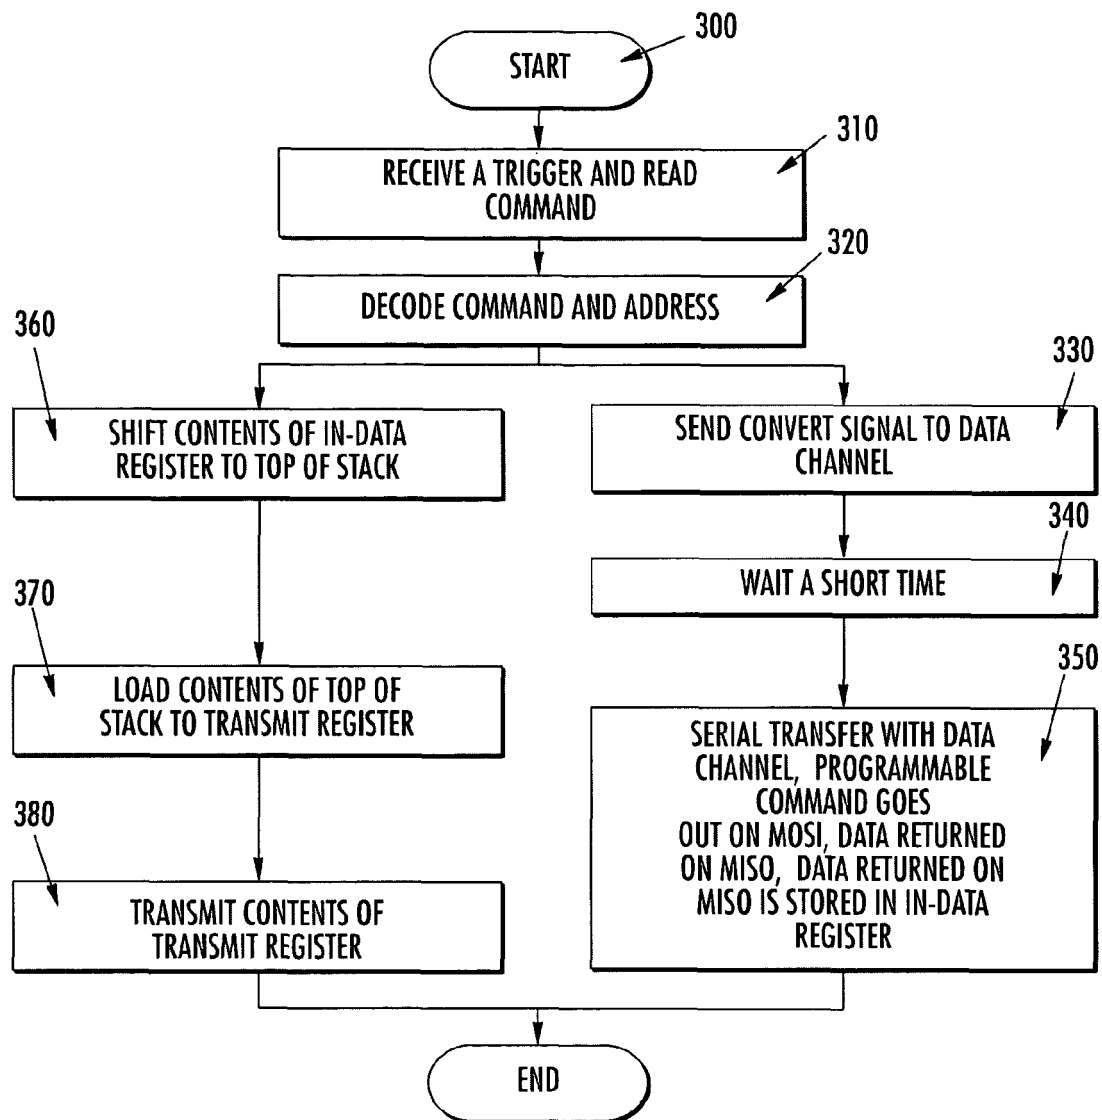 300
START
310
RECEIVE A TRIGGER AND READ
COMMAND
320
DECODE COMMAND AND ADDRESS
360
SHIFT CONTENTS OF IN-DATA
REGISTER TO TOP OF STACK
330
SEND CONVERT SIGNAL TO DATA
CHANNEL
340
WAIT A SHORT TIME
370
LOAD CONTENTS OF TOP OF
STACK TO TRANSMIT REGISTER
350
SERIAL TRANSFER WITH DATA
CHANNEL, PROGRAMMABLE
COMMAND GOES
OUT ON MOSI, DATA RETURNED
ON MISO, DATA RETURNED ON
MISO IS STORED IN IN-DATA
REGISTER
380
TRANSMIT CONTENTS OF
TRANSMIT REGISTER
END